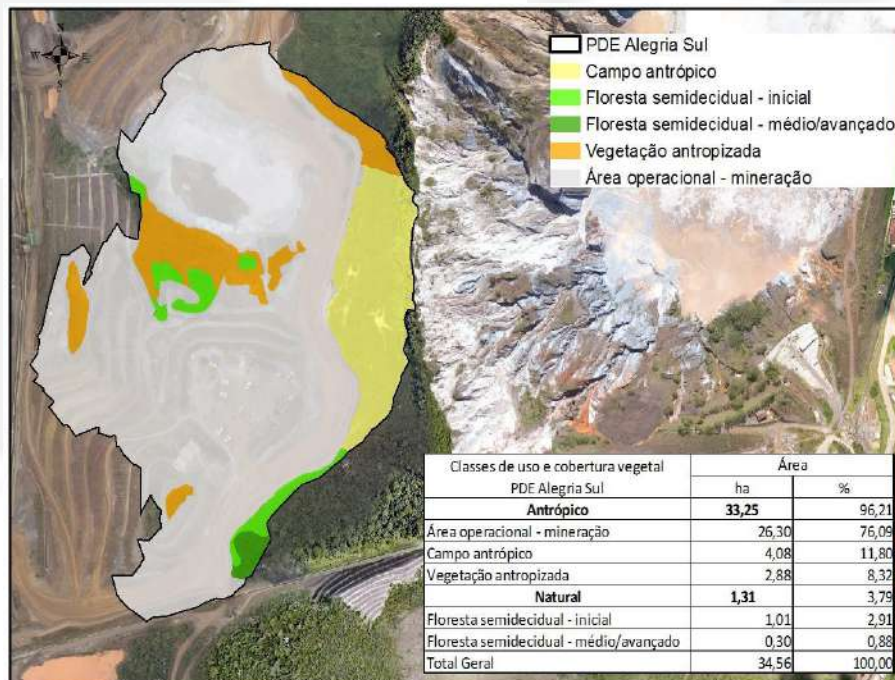 N
W E
S
PDE Alegria Sul
Campo antrópico
Floresta semidecidual - inicial
Floresta semidecidual - médio/avançado
Vegetação antropizada
Área operacional - mineração
Classes de uso e cobertura vegetal Área
PDE Alegria Sul ha %
Antrópico 33,25 96,21
Área operacional - mineração 26,30 76,09
Campo antrópico 4,08 11,80
Vegetação antropizada 2,88 8,32
Natural 1,31 3,79
Floresta semidecidual - inicial 1,01 2,91
Floresta semidecidual - médio/avançado 0,30 0,88
Total Geral 34,56 100,00